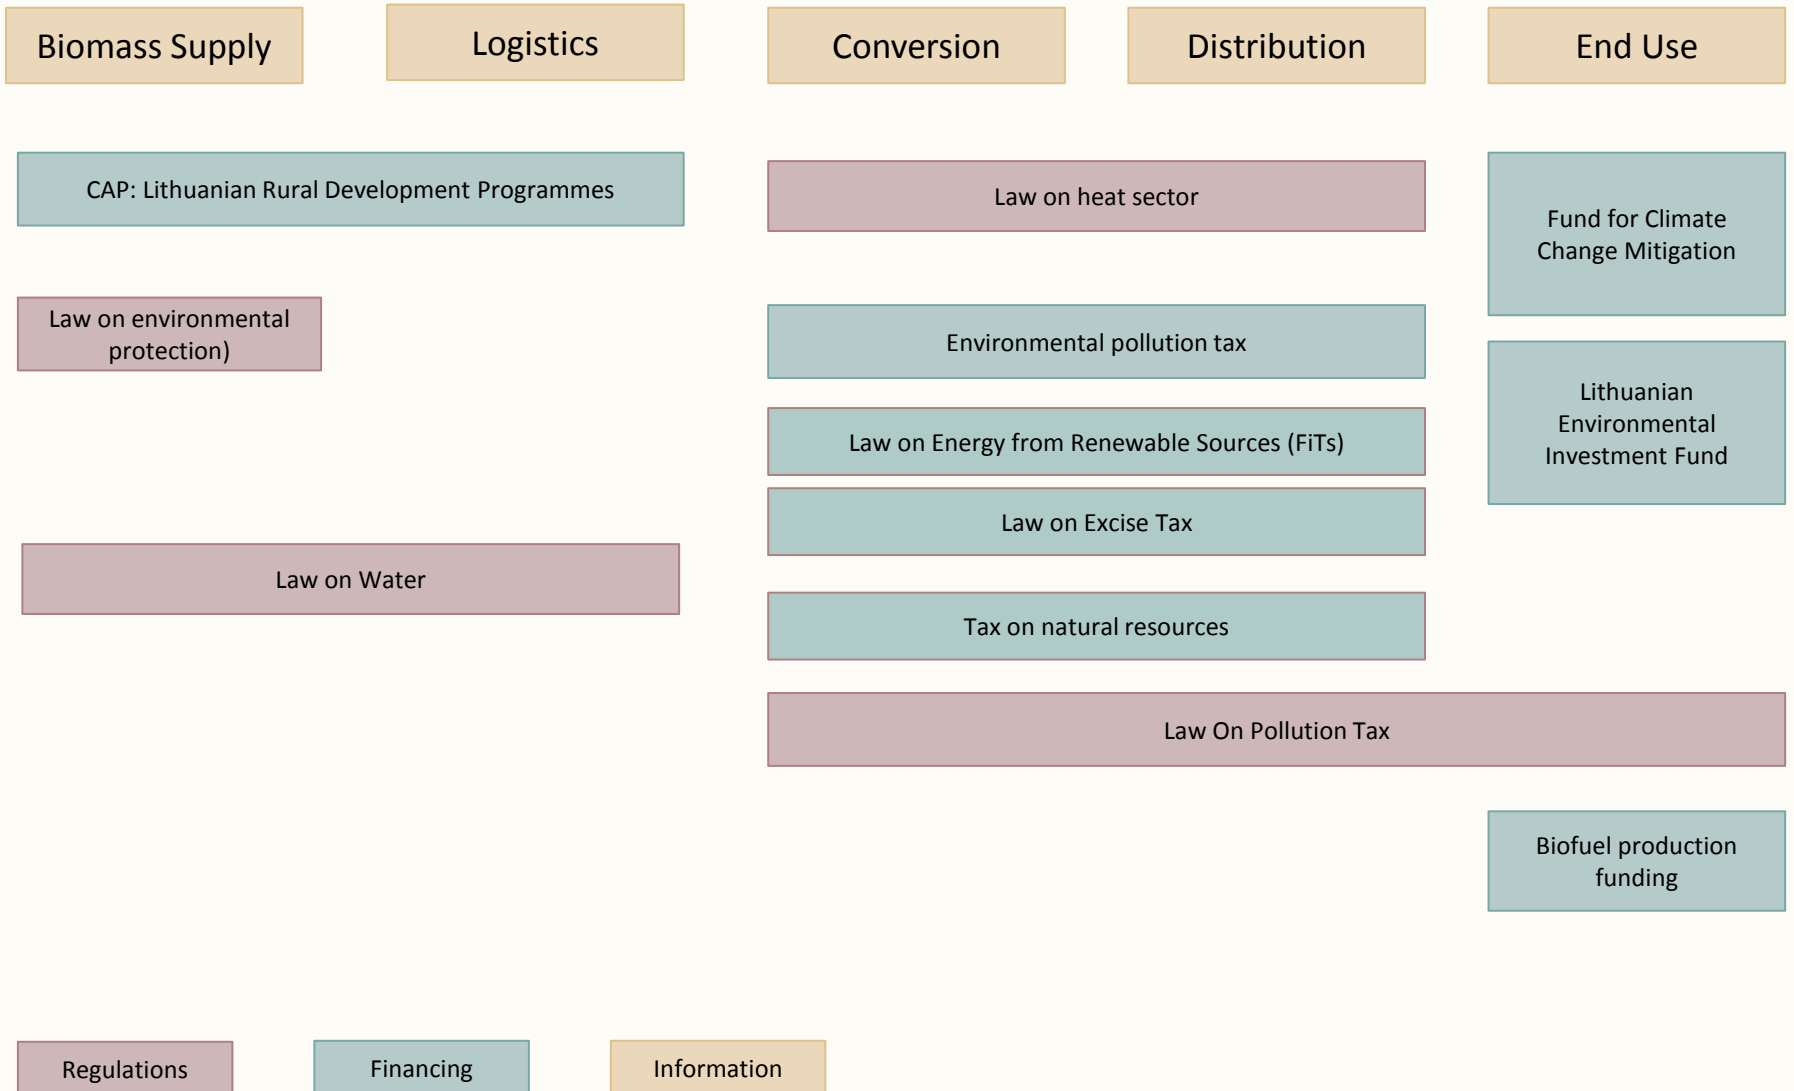 Biomass Supply
Logistics
Conversion
Distribution
End Use
CAP: Lithuanian Rural Development Programmes
Law on heat sector
Fund for Climate
Change Mitigation
Law on environmental
protection)
Environmental pollution tax
Lithuanian
Environmental
Investment Fund
Law on Energy from Renewable Sources (FiTs)
Law on Excise Tax
Law on Water
Tax on natural resources
Law On Pollution Tax
Biofuel production
funding
Regulations
Financing
Information